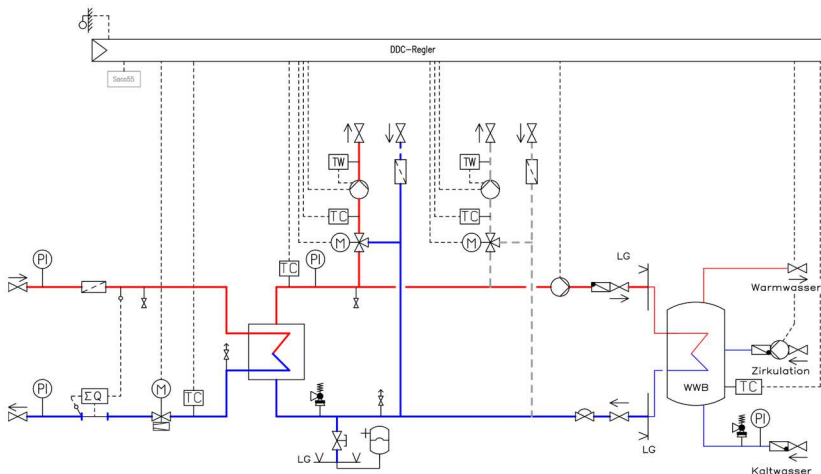 DDC-Regler
Saco55
TW
TW
TC
TC
M
M
LG
PI
TC
PI
Warmwasser
Zirkulation
PI
ΣQ
M
TC
WWB
TC
LG
PI
LG
Kaltwasser